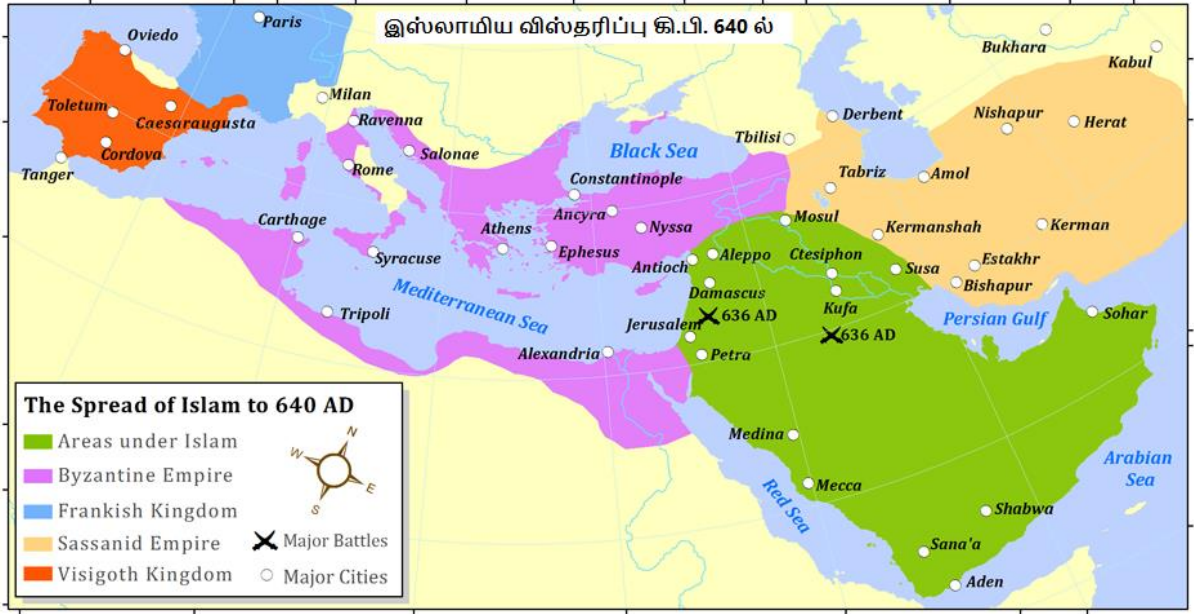 இஸ்லாமிய விஸ்தரிப்பு கி.பி. 640 ல்
Paris
Oviedo
Bukhara
Kabul
Milan
Toletum
Caesaraugusta
Ravenna
Derbent
Nishapur
Herat
Cordova
Salonae
Black Sea
Tbilisi
Tanger
Rome
Constantinople
Tabriz
Amol
Carthage
Ancyra
Mosul
Athens
Nyssa
Kermanshah
Kerman
Syracuse
Ephesus
Aleppo
Ctesiphon
Antioch
Susa
Estakhr
Mediterranean Sea
Damascus
Bishapur
Tripoli
636 AD
Kufa
Persian Gulf
Sohar
Jerusalem
636 AD
Alexandria
Petra
The Spread of Islam to 640 AD
Areas under Islam
Byzantine Empire
Frankish Kingdom
Sassanid Empire
Visigoth Kingdom
N
W
E
S
Major Battles
Major Cities
Medina
Mecca
Red Sea
Arabian
Sea
Shabwa
Sana'a
Aden